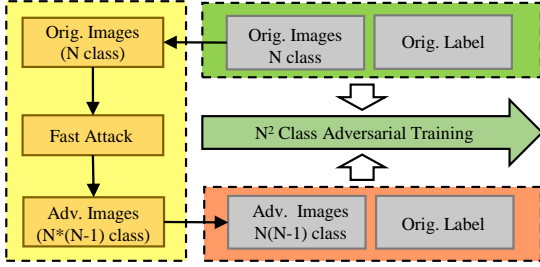 Orig. Images
(N class)
Fast Attack
Adv. Images
(N*(N-1) class)
Orig. Images
N class
Orig. Label
N² Class Adversarial Training
Adv. Images
N(N-1) class
Orig. Label